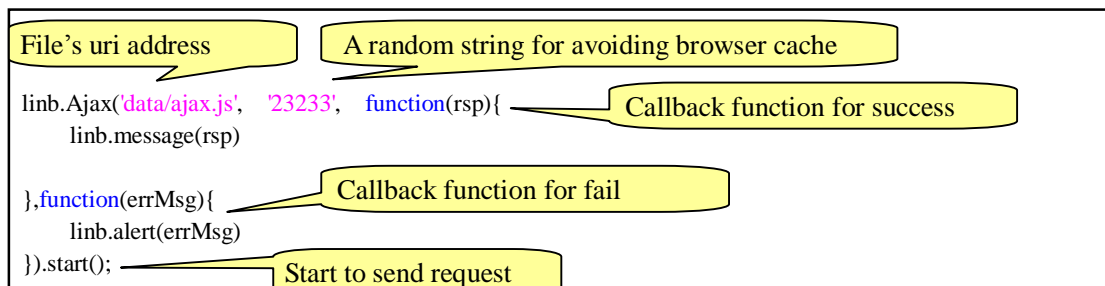 File's uri address
A random string for avoiding browser cache
linb.Ajax('data/ajax.js', '23233', function(rsp){
Callback function for success
linb.message(rsp)
Callback function for fail
},function(errMsg){
linb.alert(errMsg)
}).start();
Start to send request